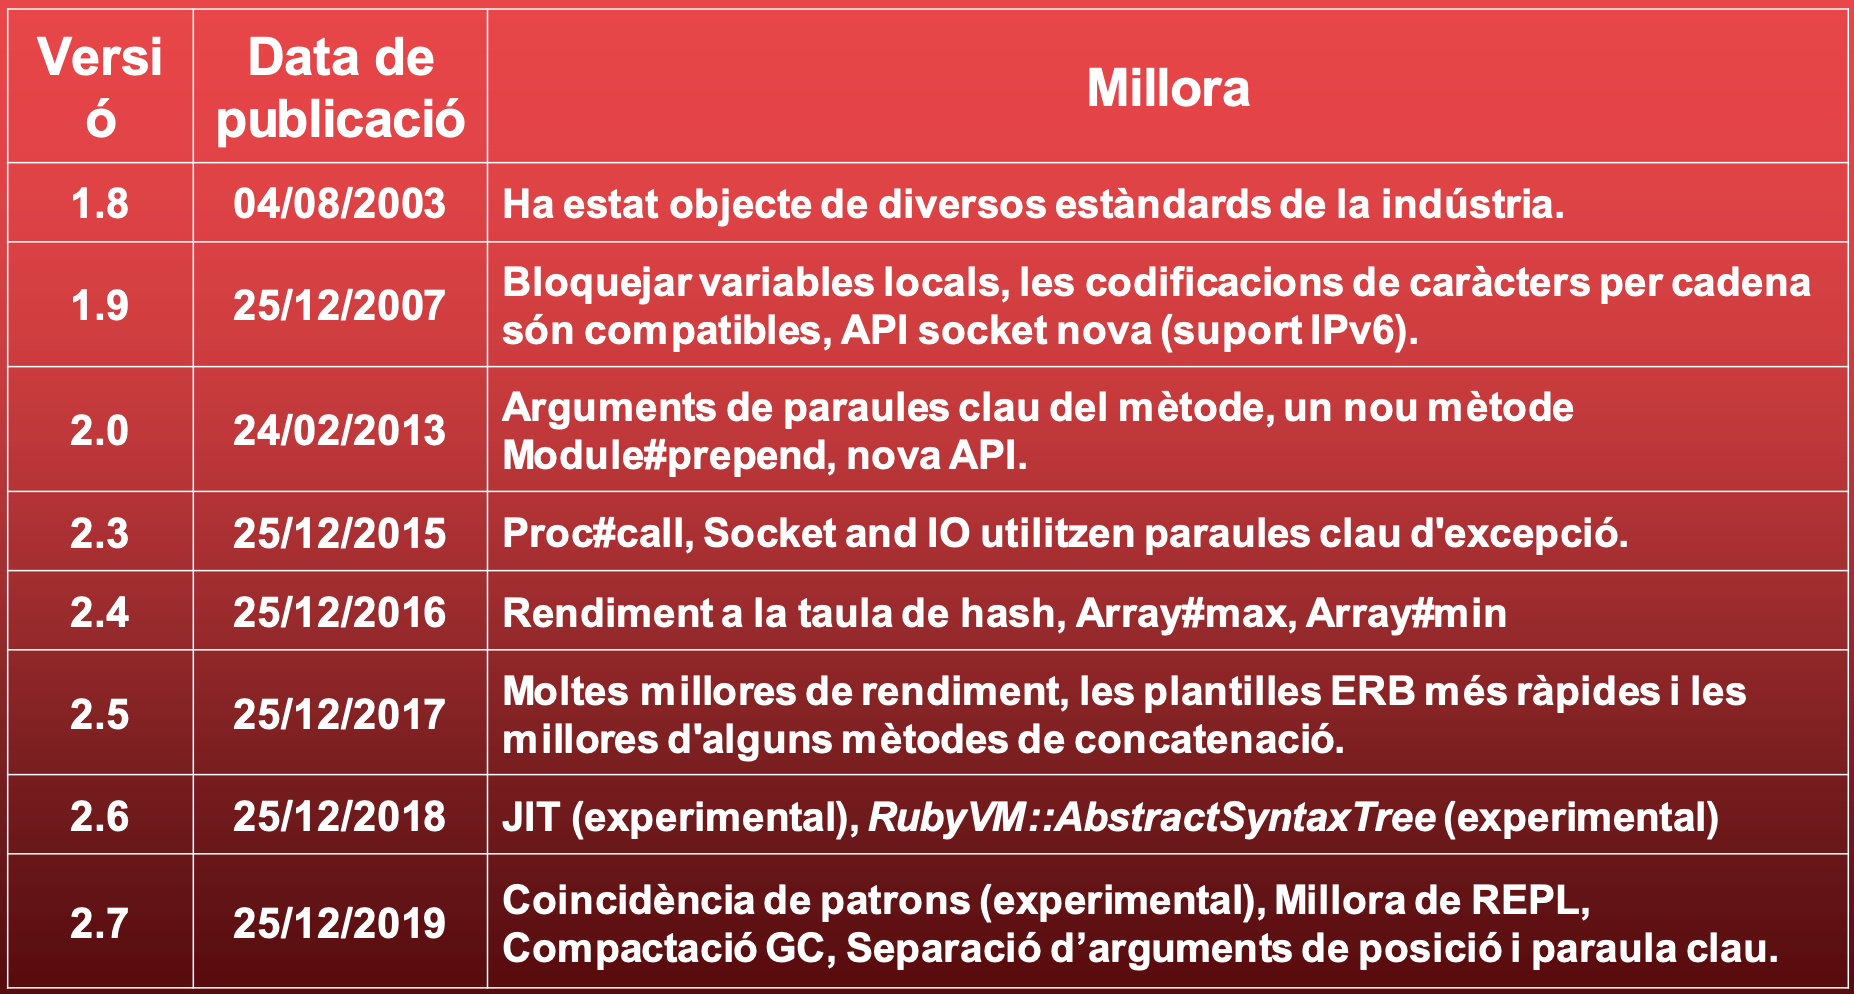 Versi
ó
Data de
publicació
Millora
1.8
04/08/2003
Ha estat objecte de diversos estàndards de la indústria.
1.9
25/12/2007
Bloquejar variables locals, les codificacions de caràcters per cadena
són compatibles, API socket nova (suport IPv6).
2.0
24/02/2013
Arguments de paraules clau del mètode, un nou mètode
Module#prepend, nova API.
2.3
25/12/2015
Proc#call, Socket and IO utilitzen paraules clau d'excepció.
2.4
25/12/2016
Rendiment a la taula de hash, Array#max, Array#min
2.5
25/12/2017
Moltes millores de rendiment, les plantilles ERB més ràpides i les
millores d'alguns mètodes de concatenació.
2.6
25/12/2018
JIT (experimental), RubyVM::AbstractSyntaxTree (experimental)
2.7
25/12/2019
Coincidència de patrons (experimental), Millora de REPL,
Compactació GC, Separació d’arguments de posició i paraula clau.